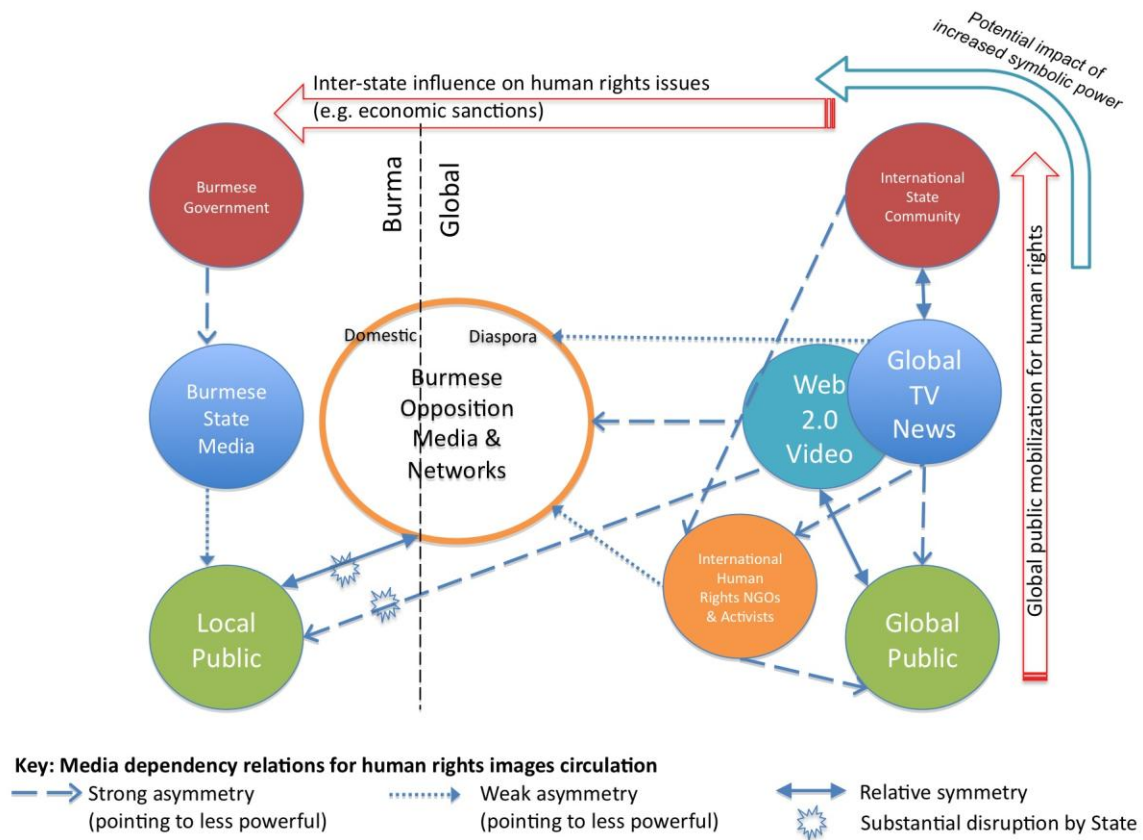 Potential impact of
increased symbolic power
Inter-state influence on human rights issues
(e.g. economic sanctions)
Burmese
Government
Burma
Global
International
State
Community
Global public mobilization for human rights
Domestic
Diaspora
Burmese
Opposition
Media &
Networks
Burmese
State
Media
Web
2.0
Video
Global
TV
News
Local
Public
International
Human
Rights NGOs
& Activists
Global
Public
Key: Media dependency relations for human rights images circulation
Strong asymmetry
(pointing to less powerful)
Weak asymmetry
(pointing to less powerful)
Relative symmetry
Substantial disruption by State